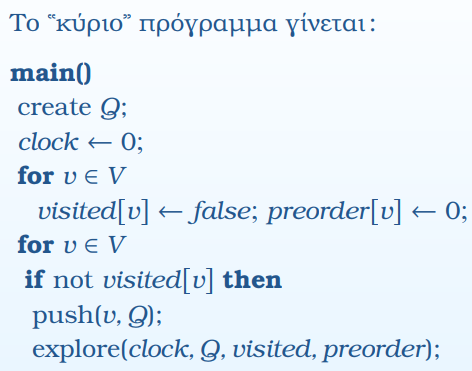 Το “κύριο” πρόγραμμα γίνεται:
main()
create Q;
clock ← 0;
for v ∈ V
visited[v] ← false; preorder[v] ← 0;
for v ∈ V
if not visited[v] then
push(v, Q);
explore(clock, Q, visited, preorder);